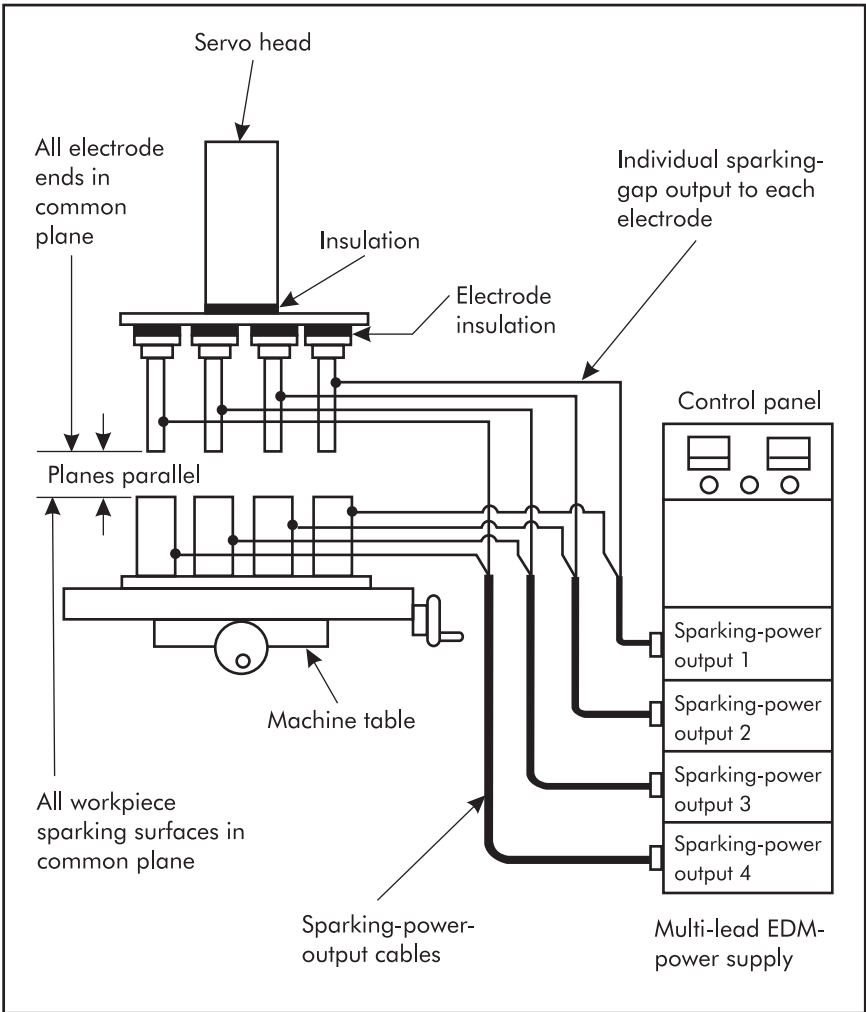 Servo head
All electrode
ends in
common
plane
Individual sparking-
gap output to each
electrode
Insulation
Electrode
insulation
Control panel
Planes parallel
Sparking-power
output 1
Machine table
Sparking-power
output 2
Sparking-power
output 3
All workpiece
sparking surfaces in
common plane
Sparking-power
output 4
Sparking-power-
output cables
Multi-lead EDM-
power supply